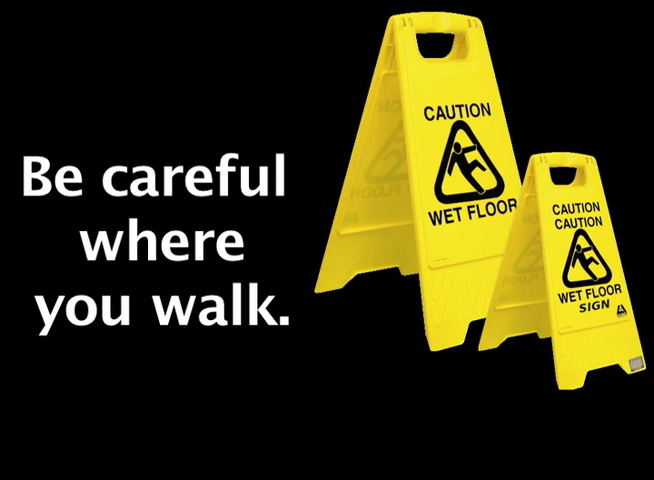 Be careful
where
you walk.
CAUTION
WET FLOOR
CAUTION
CAUTION
WET FLOOR
SIGN